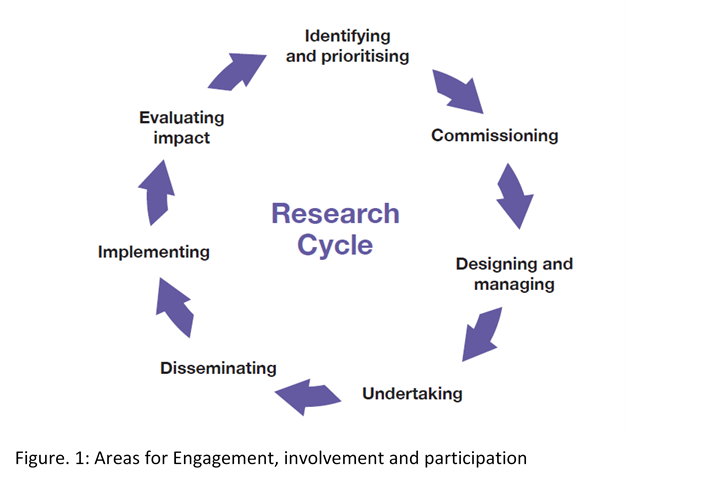 Identifying
and prioritising
Commissioning
Designing and
managing
Undertaking
Disseminating
Implementing
Evaluating
impact
Research
Cycle
Figure. 1: Areas for Engagement, involvement and participation